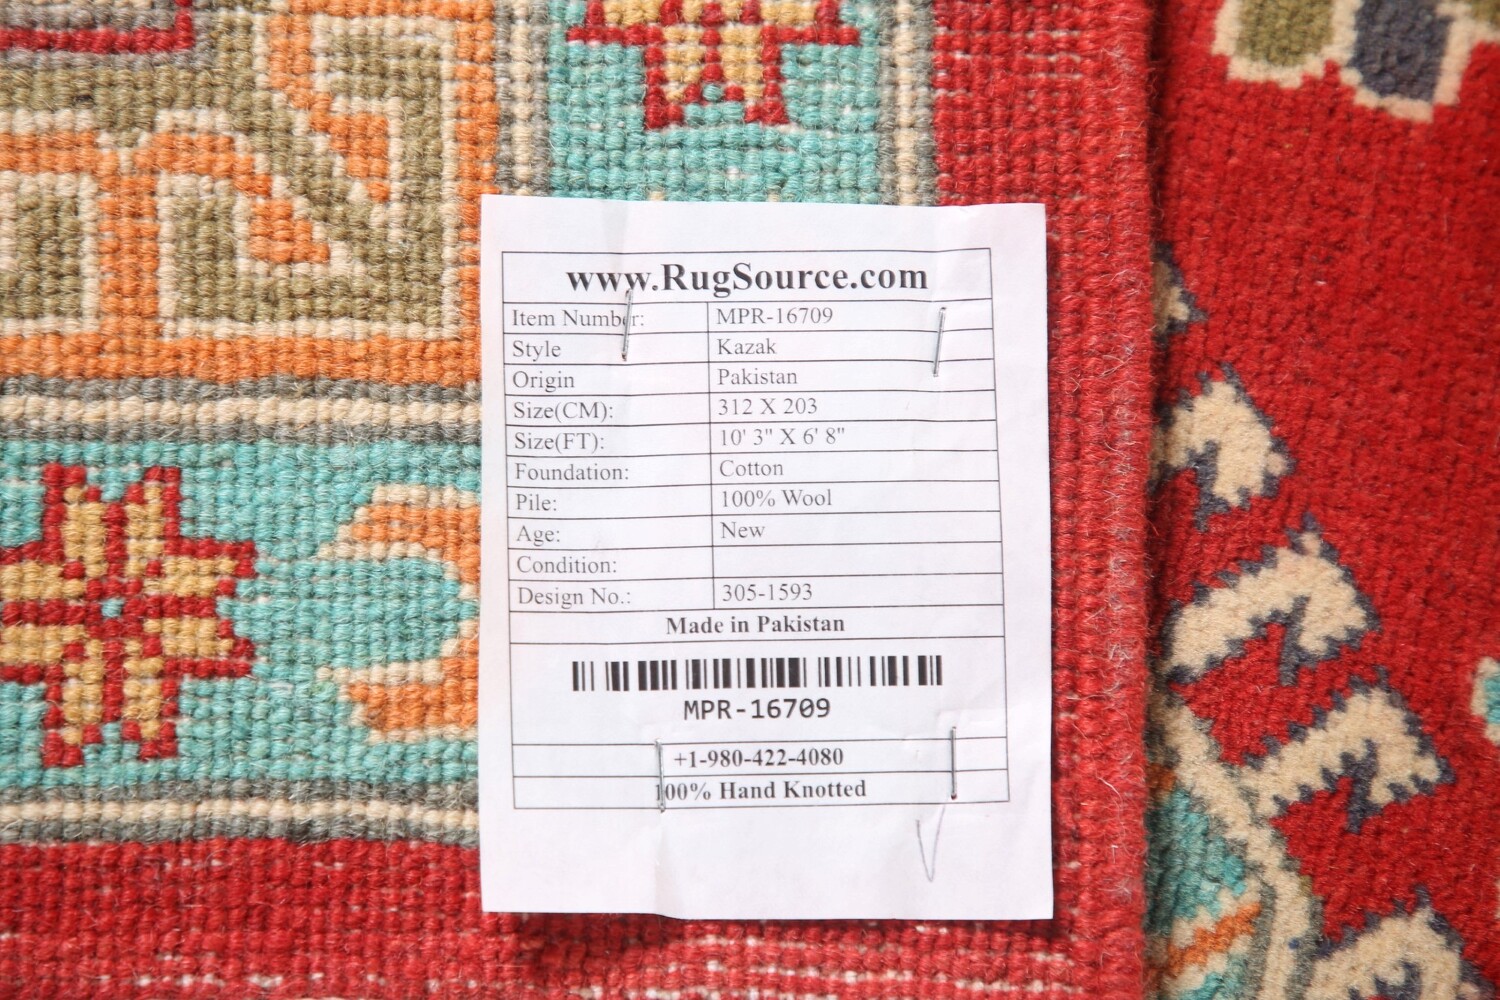 www.RugSource.com
Item Number: MPR-16709
Style Kazak
Origin Pakistan
Size(CM): 312 X 203
Size(FT): 10' 3" X 6' 8"
Foundation: Cotton
Pile: 100% Wool
Age: New
Condition:
Design No.: 305-1593
Made in Pakistan
MPR-16709
+1-980-422-4080
100% Hand Knotted